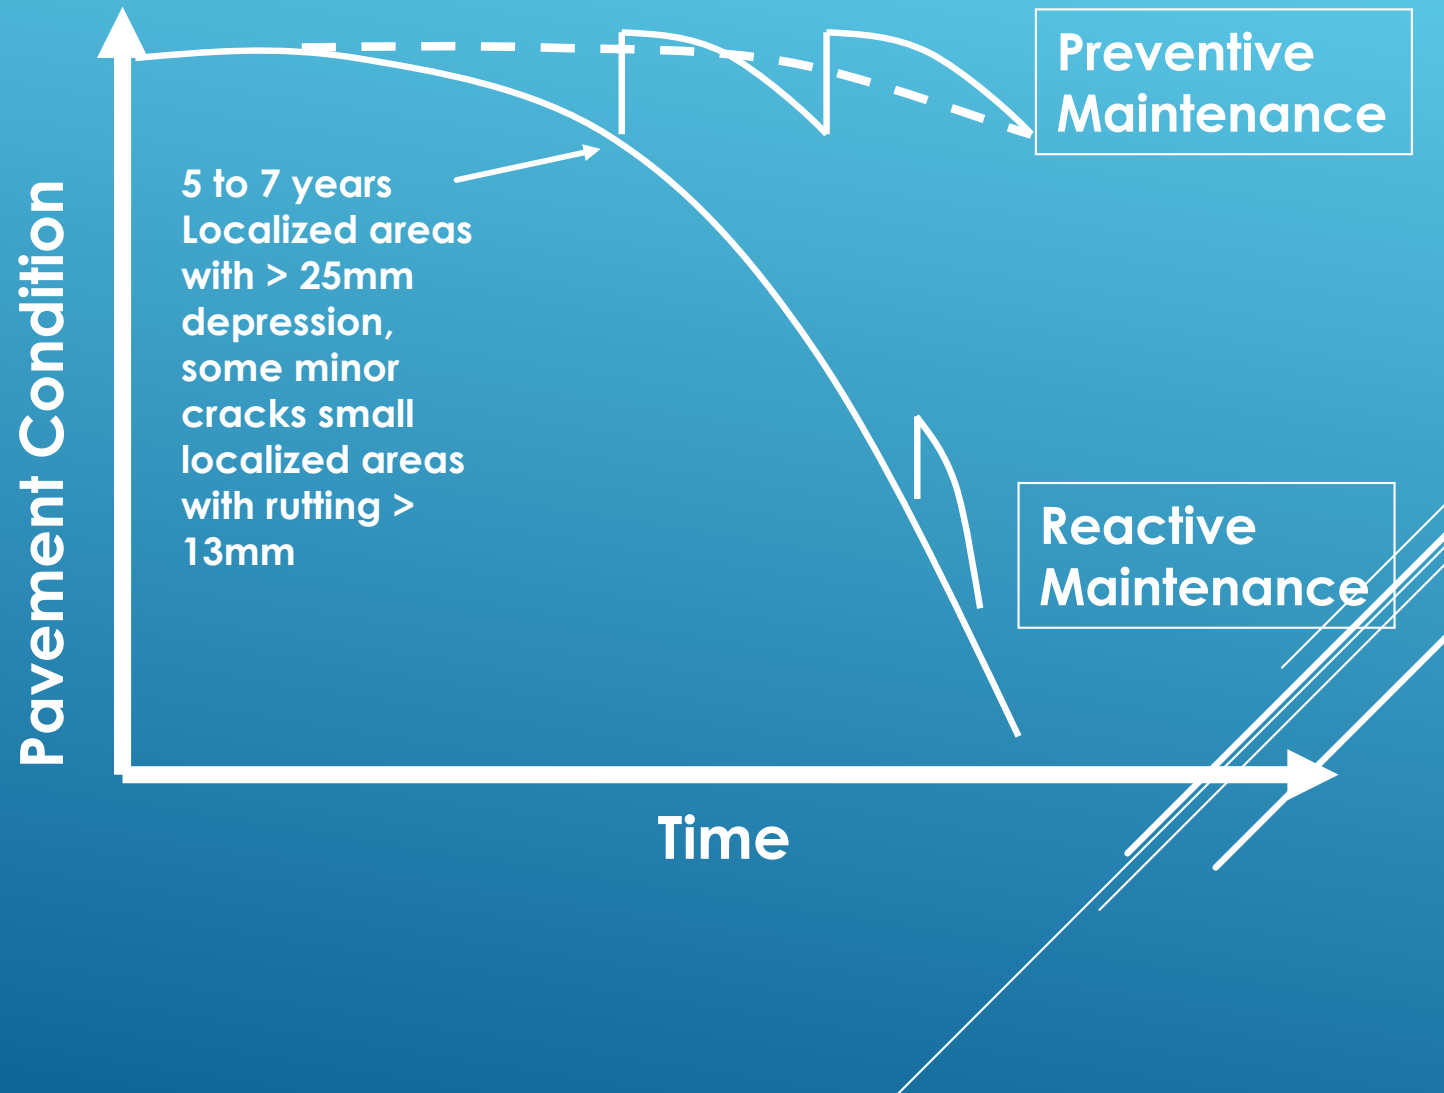 Preventive
Maintenance
5 to 7 years
Localized areas
with > 25mm
depression,
some minor
cracks small
localized areas
with rutting >
13mm
Pavement Condition
Reactive
Maintenance
Time